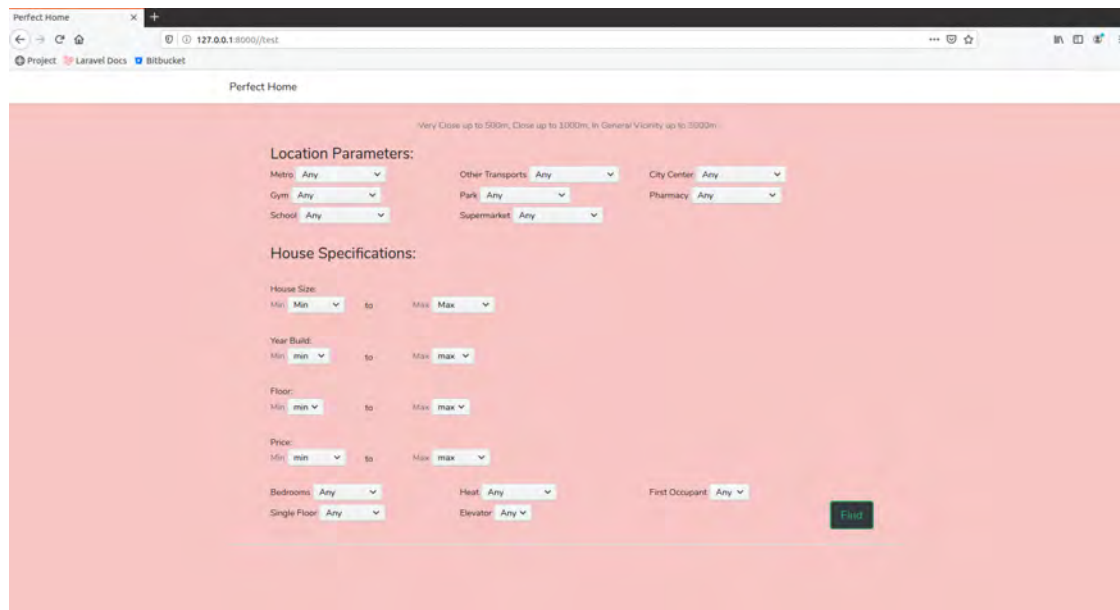 Perfect Home
127.0.0.1:8000//test
Project Laravel Docs Bitbucket
Perfect Home
Very Close up to 500m, Close up to 1000m, In General Vicinity up to
Location Parameters:
Metro Any Other Transports Any City Center Any
Gym Any Park Any Pharmacy Any
School Any Supermarket Any
House Specifications:
House Size:
Min Min to Max Max
Year Build:
Min min to Max max
Floor:
Min min to Max max
Price:
Min min to Max max
Bedrooms Any Heat Any First Occupant Any
Single Floor Any Elevator Any
Find